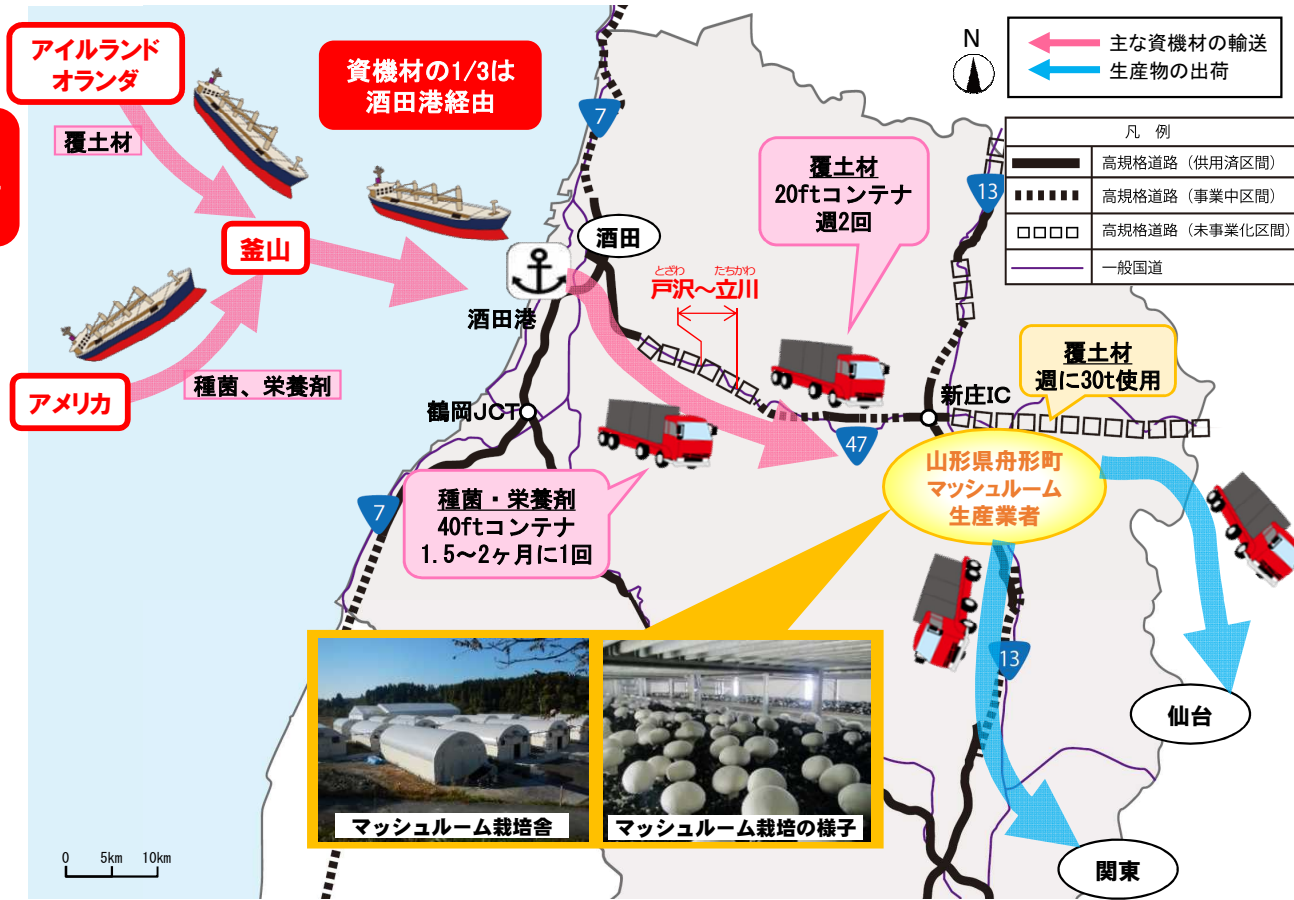 アイルランド
オランダ
覆土材
資機材の1/3は
酒田港経由
釜山
アメリカ
種菌、栄養剤
N
主な資機材の輸送
生産物の出荷
凡 例
高規格道路（供用済区間）
高規格道路（事業中区間）
高規格道路（未事業化区間）
一般国道
7
酒田
酒田港
覆土材
20ftコンテナ
週2回
13
とざわ たちかわ
戸沢～立川
覆土材
週に30t使用
新庄IC
鶴岡JCT
47
種菌・栄養剤
40ftコンテナ
1.5～2ヶ月に1回
7
山形県舟形町
マッシュルーム
生産業者
13
仙台
関東
マッシュルーム栽培舎
マッシュルーム栽培の様子
0 5km 10km